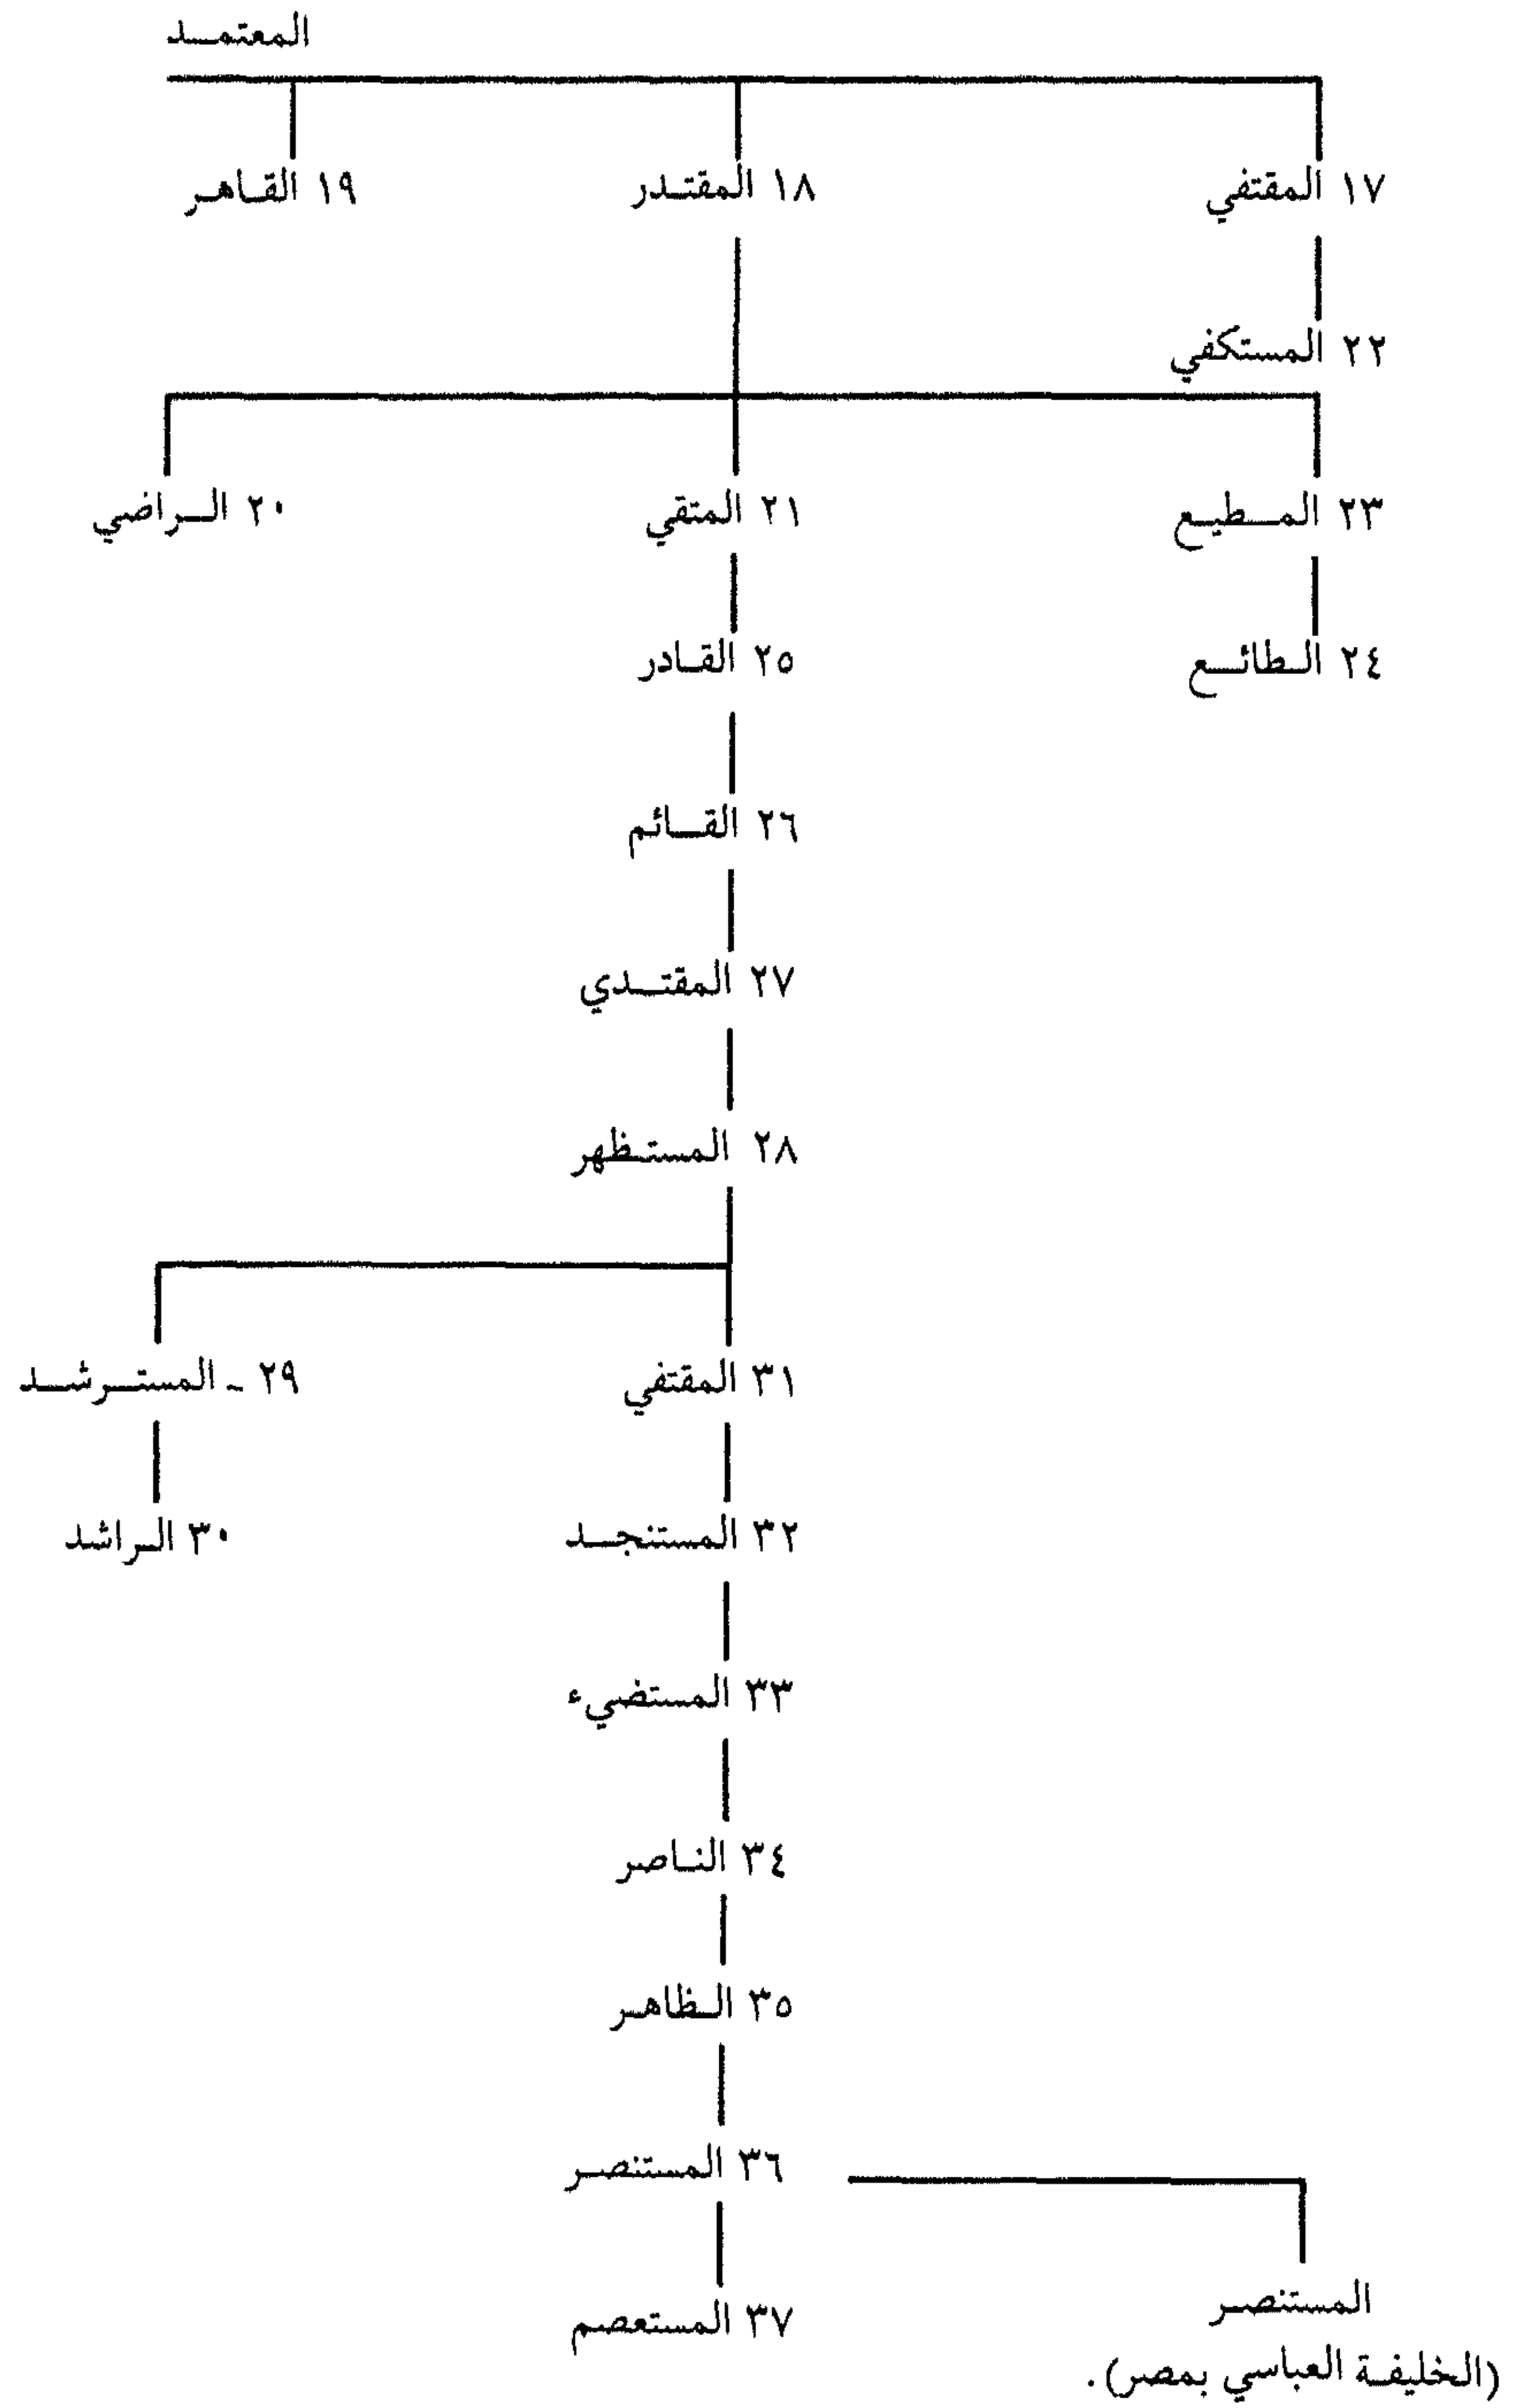 المعتمد
١٧ المقتفي
١٨ المقتدر
١٩ القاهر
٢٢ المستكفي
٢٣ المطيع
٢١ المتقي
٢٠ الراضي
٢٤ الطائع
٢٥ القادر
٢٦ القائم
٢٧ المقتدي
٢٨ المستظهر
٣١ المقتفي
٢٩ - المسترشد
٣٢ المستنجد
٣٠ الراشد
٣٣ المستضيء
٣٤ الناصر
٣٥ الظاهر
٣٦ المستنصر
المستنصر
(الخليفة العباسي بمصر).
٣٧ المستعصم